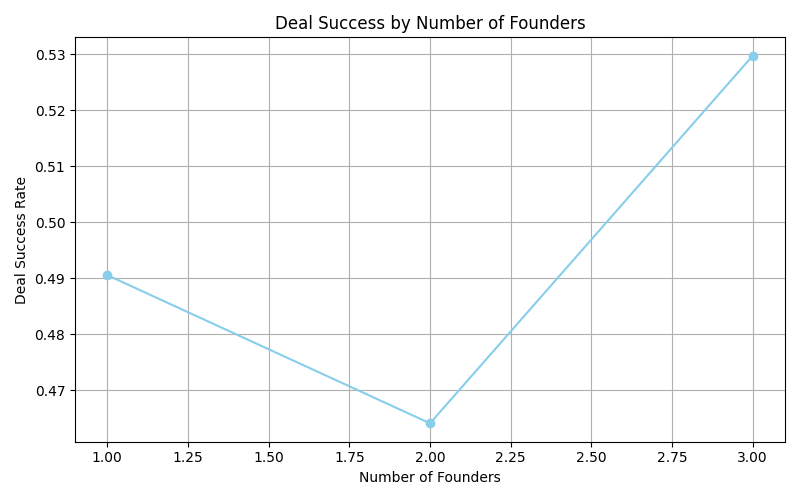 Deal Success by Number of Founders
0.53
0.52
0.51
0.50
0.49
0.48
0.47
Deal Success Rate
1.00 1.25 1.50 1.75 2.00 2.25 2.50 2.75 3.00
Number of Founders